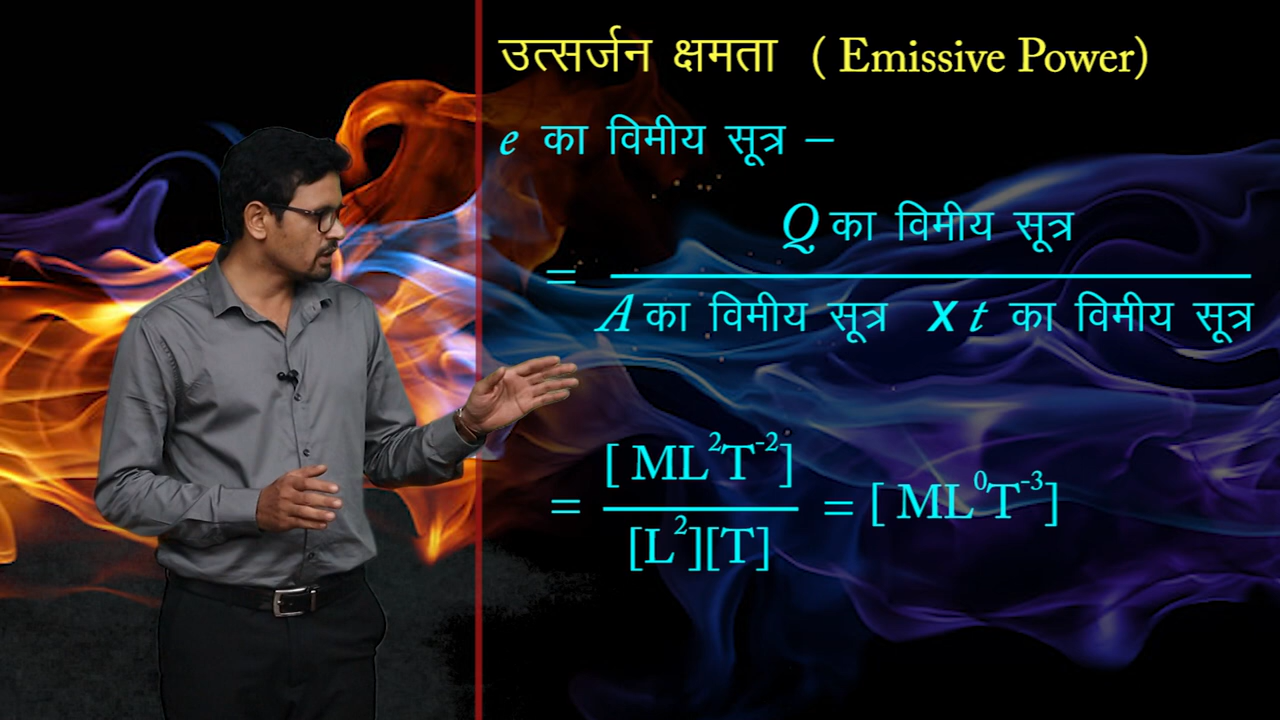 उत्सर्जन क्षमता ( Emissive Power)
e का विमीय सूत्र –
= Q का विमीय सूत्र
A का विमीय सूत्र x t का विमीय सूत्र
= [ ML²T⁻²] = [ ML⁰T⁻³]
[L²][T]